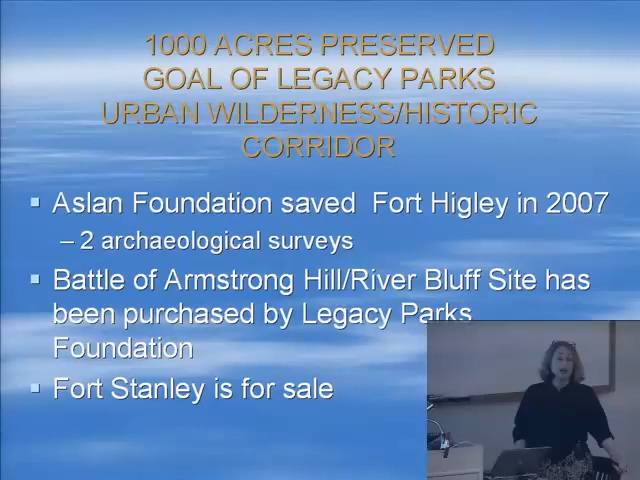 1000 ACRES PRESERVED
GOAL OF LEGACY PARKS
URBAN WILDERNESS/HISTORIC
CORRIDOR
Aslan Foundation saved Fort Higley in 2007
– 2 archaeological surveys
Battle of Armstrong Hill/River Bluff Site has
been purchased by Legacy Parks
Foundation
Fort Stanley is for sale